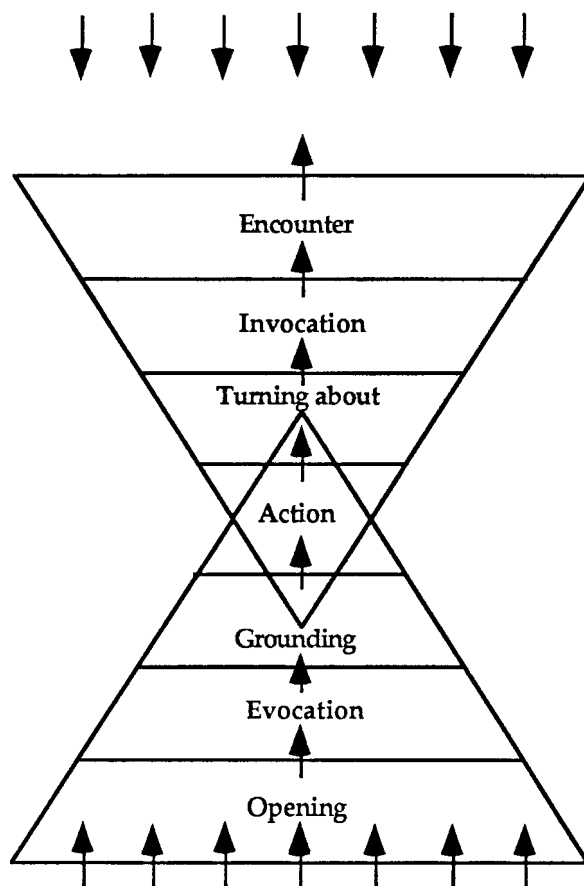 Encounter
Invocation
Turning about
Action
Grounding
Evocation
Opening